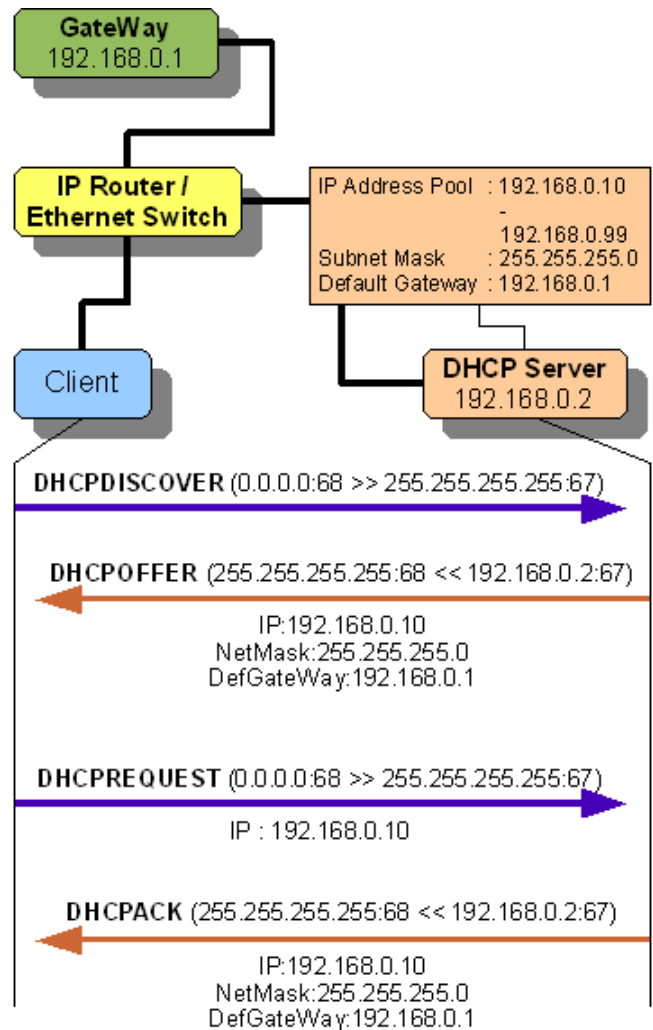 GateWay
192.168.0.1
IP Router /
Ethernet Switch
IP Address Pool : 192.168.0.10
-
192.168.0.99
Subnet Mask : 255.255.255.0
Default Gateway : 192.168.0.1
Client
DHCP Server
192.168.0.2
DHCPDISCOVER (0.0.0.0:68 >> 255.255.255.255:67)
DHCPOFFER (255.255.255.255:68 << 192.168.0.2:67)
IP:192.168.0.10
NetMask:255.255.255.0
DefGateWay:192.168.0.1
DHCPREQUEST (0.0.0.0:68 >> 255.255.255.255:67)
IP : 192.168.0.10
DHCPACK (255.255.255.255:68 << 192.168.0.2:67)
IP:192.168.0.10
NetMask:255.255.255.0
DefGateWay:192.168.0.1